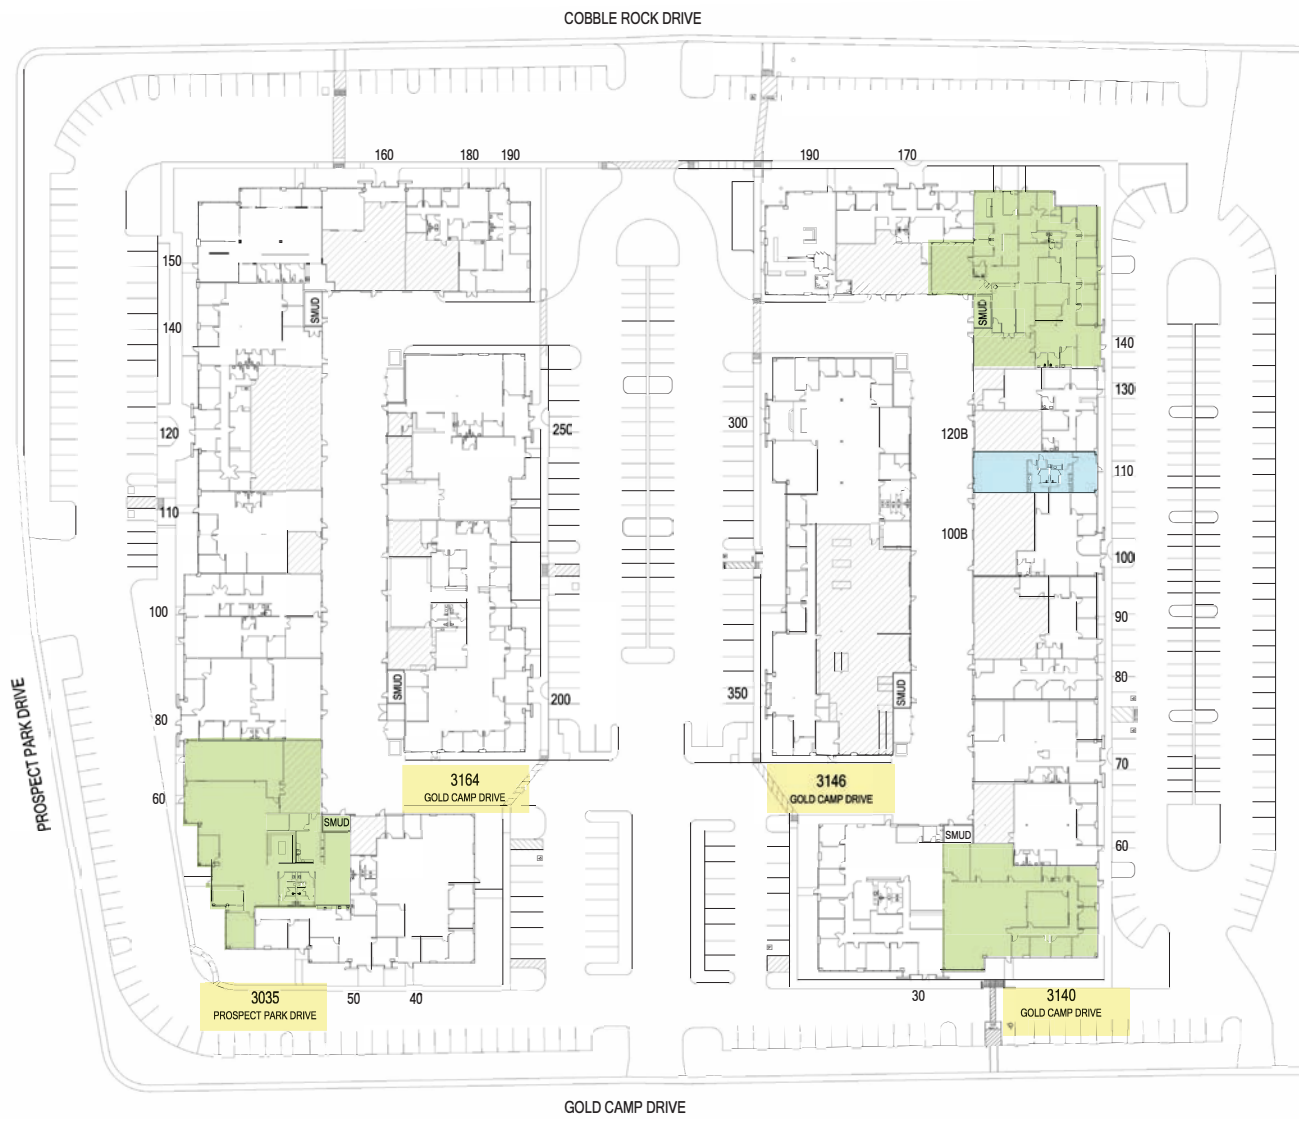 COBBLE ROCK DRIVE
160
180
190
190
170
150
SMUD
SMUD
140
140
130
120
250
300
120B
110
110
100B
100
100
90
80
SMUD
200
350
SMUD
80
70
60
3164
GOLD CAMP DRIVE
3146
GOLD CAMP DRIVE
PROSPECT PARK DRIVE
SMUD
SMUD
60
3035
PROSPECT PARK DRIVE
50
40
30
3140
GOLD CAMP DRIVE
GOLD CAMP DRIVE